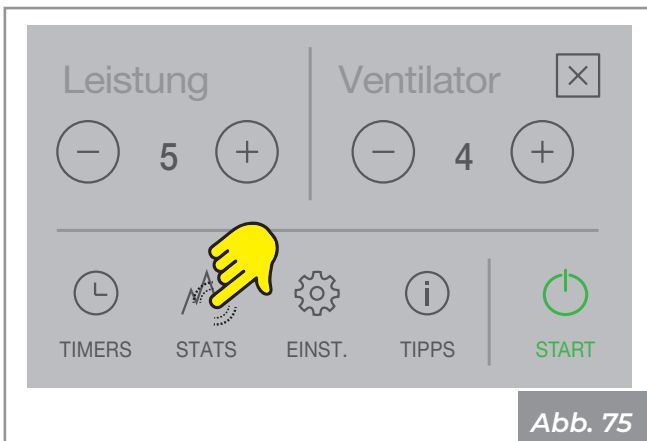 Leistung Ventilator
5 4
TIMERS STATS EINST. TIPPS START
Abb. 75